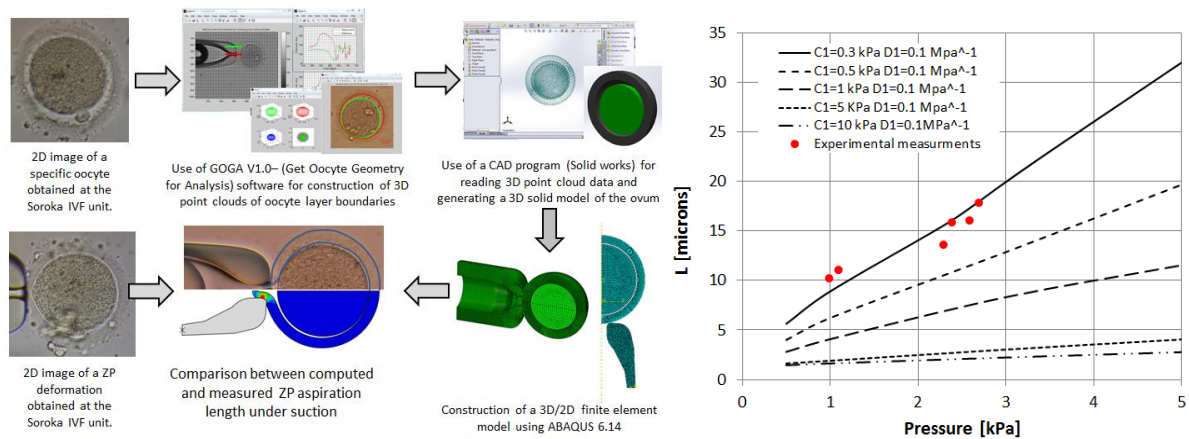 2D image of a
specific oocyte
obtained at the
Soroka IVF unit.
Use of GOGA V1.0– (Get Oocyte Geometry
for Analysis) software for construction of 3D
point clouds of oocyte layer boundaries
Use of a CAD program (Solid works) for
reading 3D point cloud data and
generating a 3D solid model of the ovum
2D image of a ZP
deformation
obtained at the
Soroka IVF unit.
Comparison between computed
and measured ZP aspiration
length under suction
Construction of a 3D/2D finite element
model using ABAQUS 6.14
L [microns]
35
30
25
20
15
10
5
0
C1=0.3 kPa D1=0.1 Mpa^-1
C1=0.5 kPa D1=0.1 Mpa^-1
C1=1 kPa D1=0.1 Mpa^-1
C1=5 KPa D1=0.1 Mpa^-1
C1=10 kPa D1=0.1MPa^-1
Experimental measurments
0 1 2 3 4 5
Pressure [kPa]